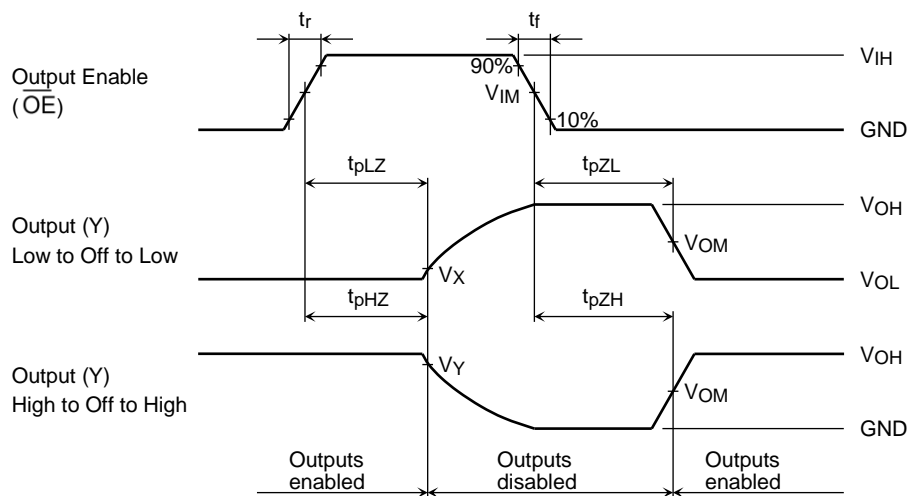 tr
tf
Output Enable
(OE)
90%
VIM
10%
VIH
GND
tpLZ
tpZL
Output (Y)
Low to Off to Low
VX
VOH
VOM
VOL
tpHZ
tpZH
Output (Y)
High to Off to High
VY
VOH
VOM
GND
Outputs
enabled
Outputs
disabled
Outputs
enabled